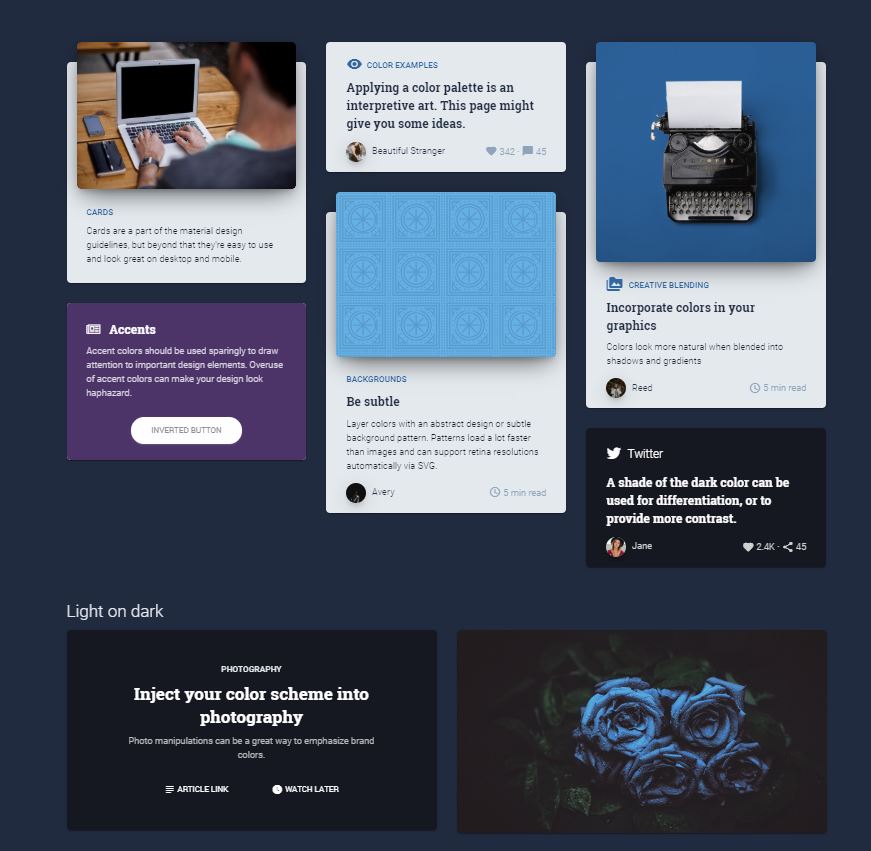 CARDS
Cards are a part of the material design
guidelines, but beyond that they're easy to use
and look great on desktop and mobile.
Accents
Accent colors should be used sparingly to draw
attention to important design elements. Overuse
of accent colors can make your design look
haphazard.
INVERTED BUTTON
COLOR EXAMPLES
Applying a color palette is an
interpretive art. This page might
give you some ideas.
Beautiful Stranger 342 · 45
BACKGROUNDS
Be subtle
Layer colors with an abstract design or subtle
background pattern. Patterns load a lot faster
than images and can support retina resolutions
automatically via SVG.
Avery 5 min read
CREATIVE BLENDING
Incorporate colors in your
graphics
Colors look more natural when blended into
shadows and gradients
Reed 5 min read
Twitter
A shade of the dark color can be
used for differentiation, or to
provide more contrast.
Jane 2.4K · 45
Light on dark
PHOTOGRAPHY
Inject your color scheme into
photography
Photo manipulations can be a great way to emphasize brand
colors.
ARTICLE LINK WATCH LATER